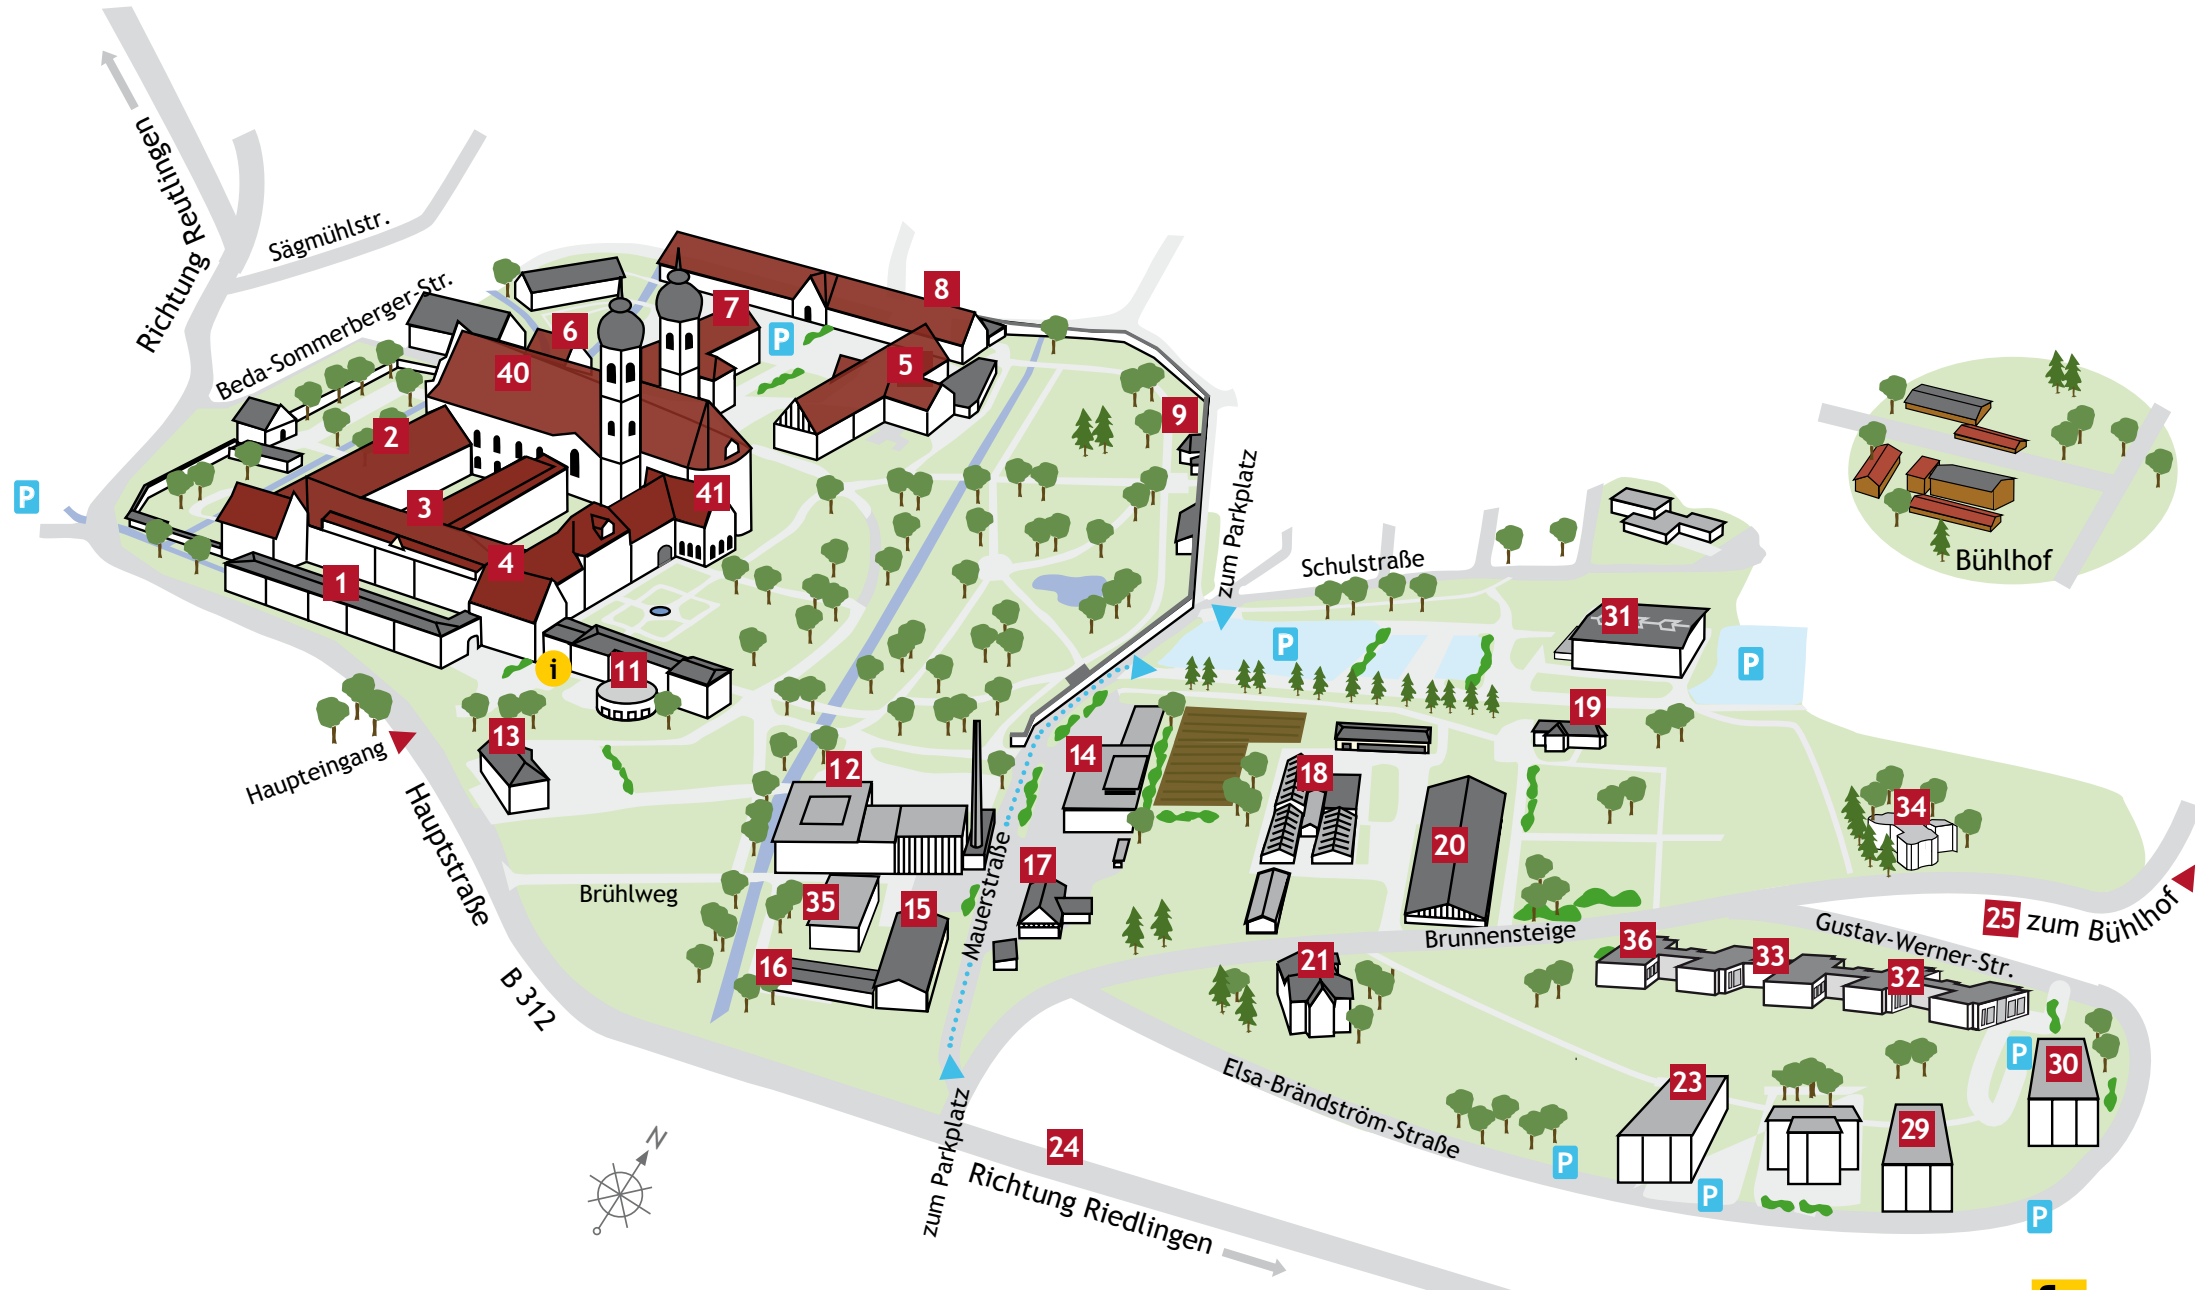 Richtung Reutlingen
Sägmühlstr.
Beda-Sommerberger-Str.
8
7
6
P
5
40
9
2
41
3
P
4
1
zum Parkplatz
Schulstraße
Bühlhof
31
P
P
i
11
19
13
Haupteingang
14
12
18
34
Hauptstraße
20
Mauerstraße
17
Brühlweg
35
15
25 zum Bühlhof
Brunnensteige
Gustav-Werner-Str.
36
33
32
16
21
B 312
P
30
Elsa-Brändström-Straße
23
29
zum Parkplatz
24
N
P
P
P
Richtung Riedlingen